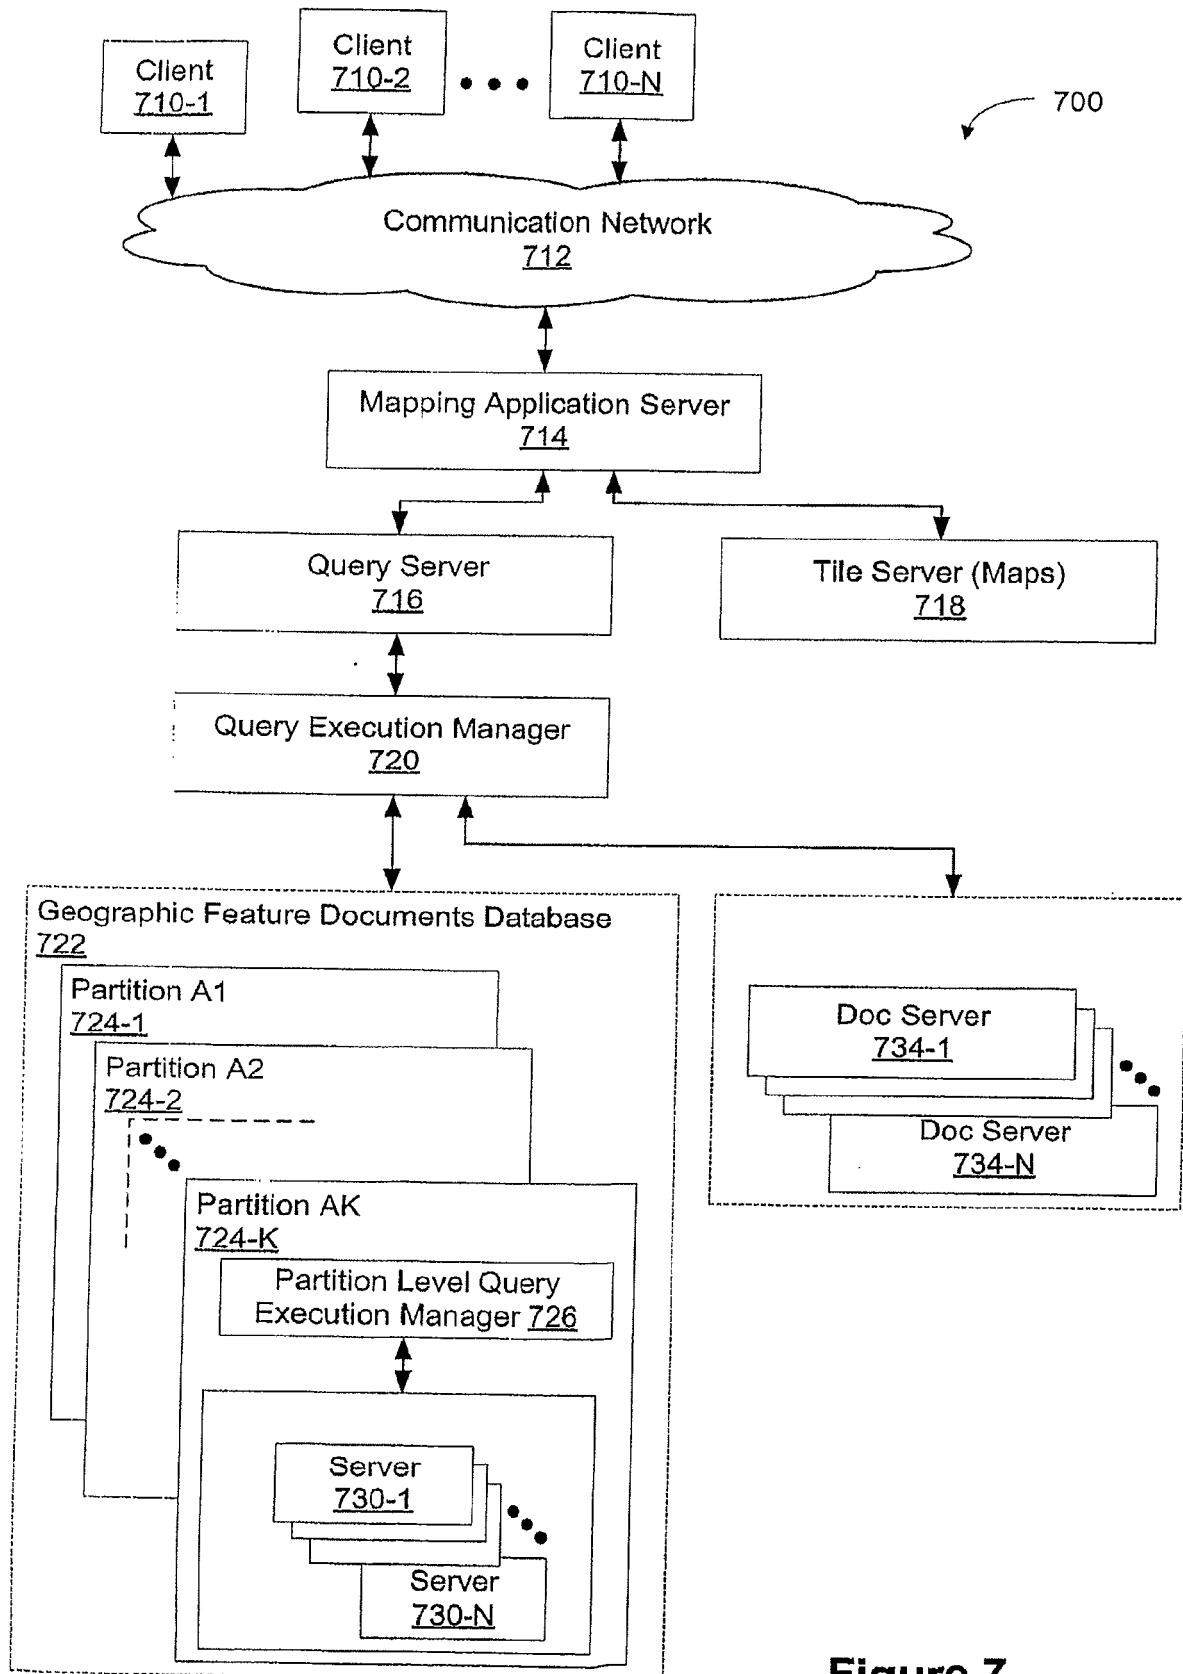 Client
710-1
Client
710-2
Client
710-N
700
Communication Network
712
Mapping Application Server
714
Query Server
716
Tile Server (Maps)
718
Query Execution Manager
720
Geographic Feature Documents Database
722
Partition A1
724-1
Partition A2
724-2
Partition AK
724-K
Partition Level Query
Execution Manager 726
Server
730-1
Server
730-N
Doc Server
734-1
Doc Server
734-N
Figure 7